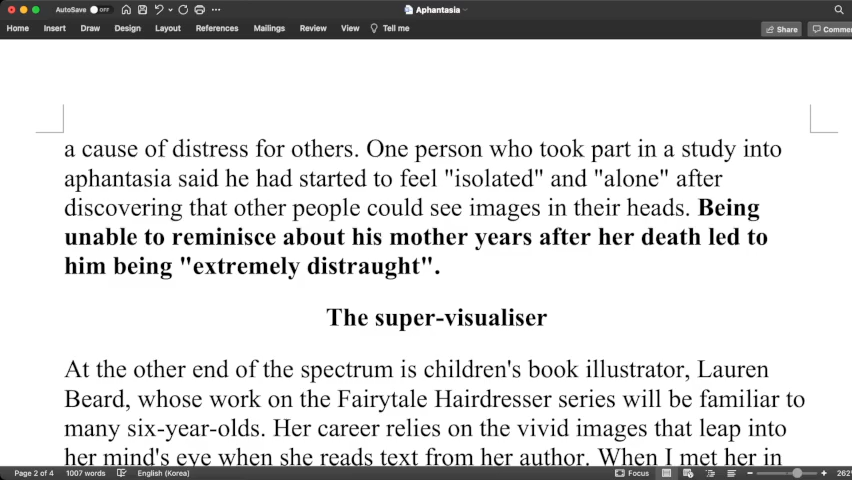 AutoSave OFF Aphantasia
Home Insert Draw Design Layout References Mailings Review View Tell me Share Comme
a cause of distress for others. One person who took part in a study into
aphantasia said he had started to feel "isolated" and "alone" after
discovering that other people could see images in their heads. Being
unable to reminisce about his mother years after her death led to
him being "extremely distraught".
The super-visualiser
At the other end of the spectrum is children's book illustrator, Lauren
Beard, whose work on the Fairytale Hairdresser series will be familiar to
many six-year-olds. Her career relies on the vivid images that leap into
her mind's eye when she reads text from her author. When I met her in
Page 2 of 4 1007 words English (Korea) Focus 262%